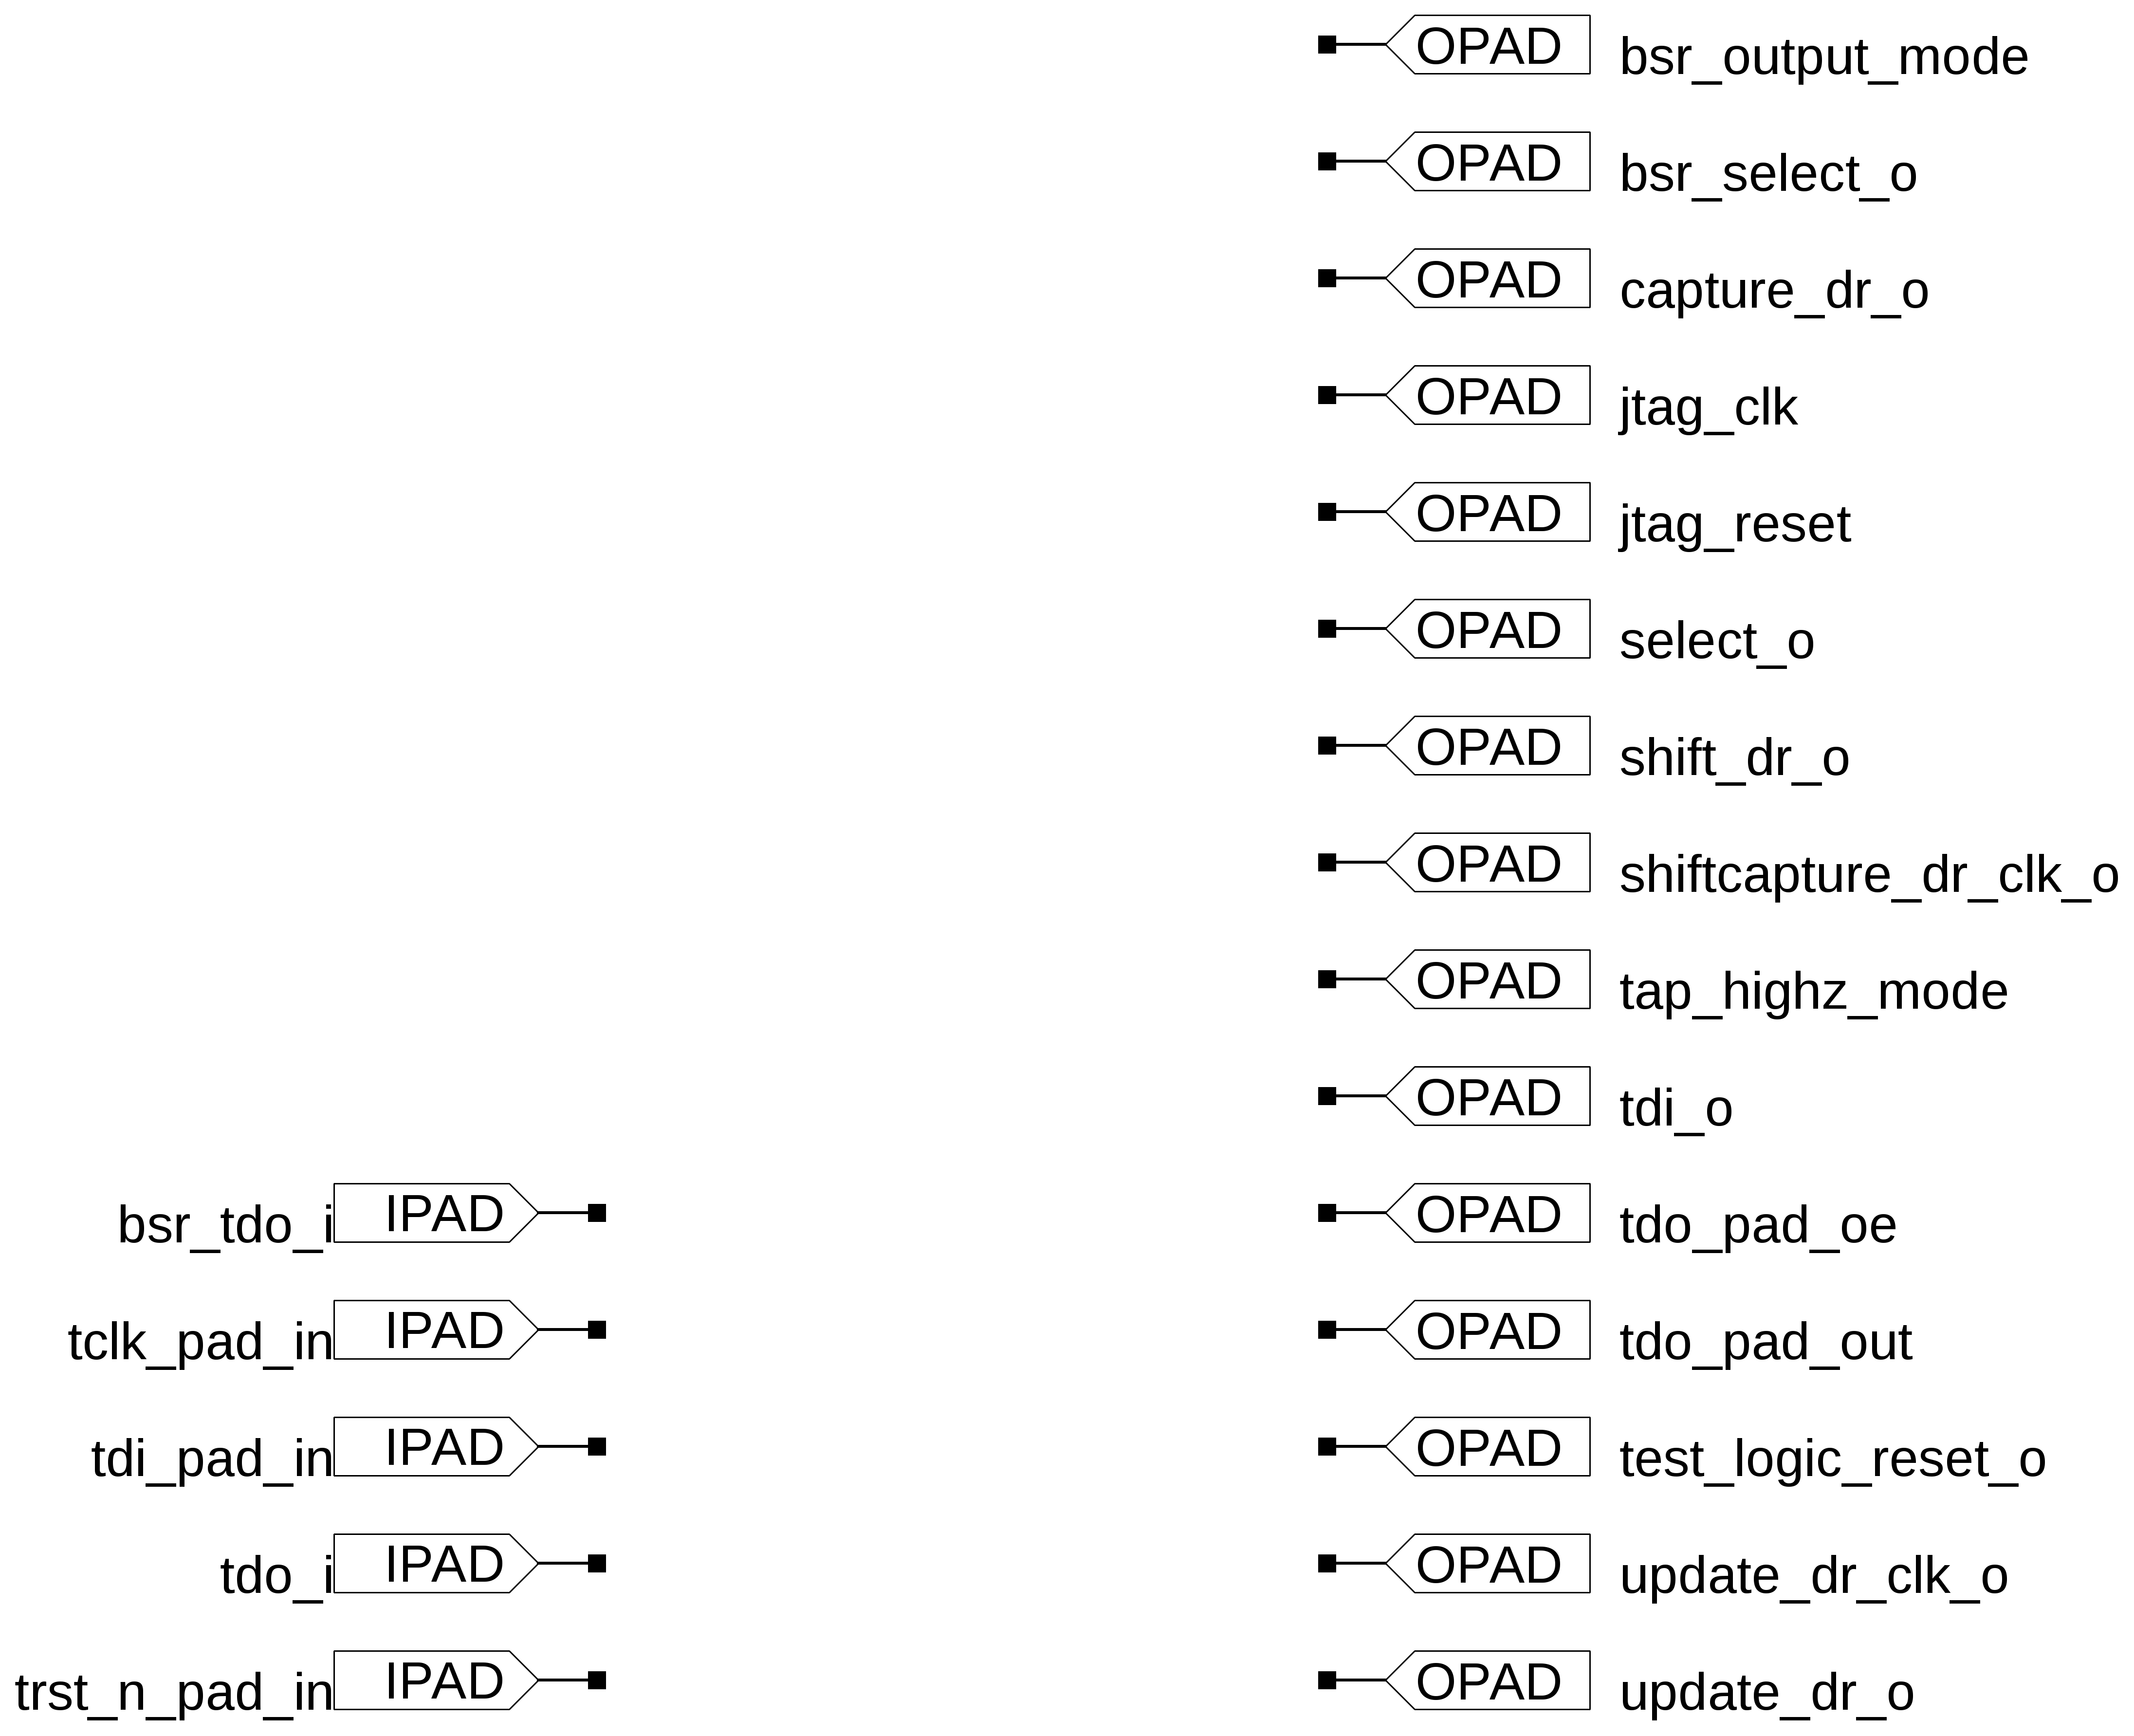 OPAD bsr_output_mode
OPAD bsr_select_o
OPAD capture_dr_o
OPAD jtag_clk
OPAD jtag_reset
OPAD select_o
OPAD shift_dr_o
OPAD shiftcapture_dr_clk_o
OPAD tap_highz_mode
OPAD tdi_o
bsr_tdo_i IPAD OPAD tdo_pad_oe
tclk_pad_in IPAD OPAD tdo_pad_out
tdi_pad_in IPAD OPAD test_logic_reset_o
tdo_i IPAD OPAD update_dr_clk_o
trst_n_pad_in IPAD OPAD update_dr_o